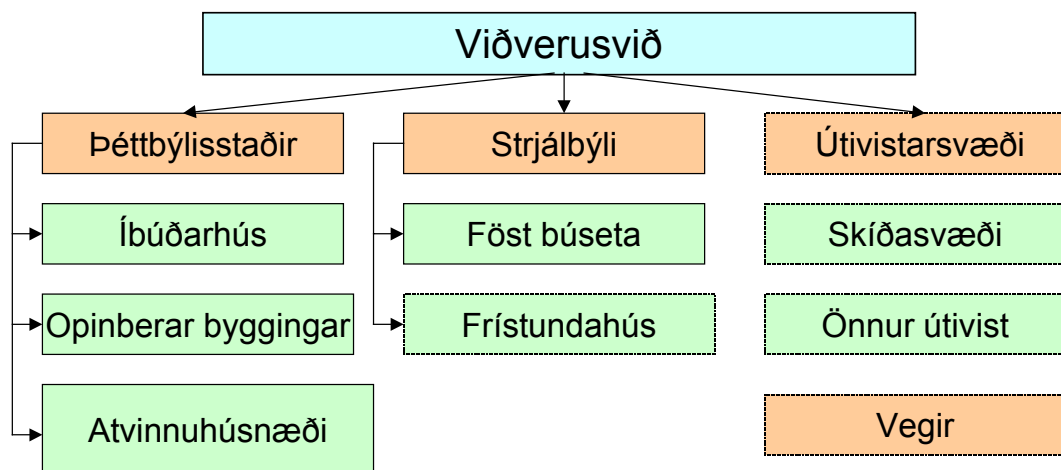 Viðverusvið
Þéttbýlisstaðir
Strjálbýli
Útivistarsvæði
Íbúðarhús
Föst búseta
Skíðasvæði
Opinberar byggingar
Frístundahús
Önnur útivist
Atvinnuhúsnæði
Vegir